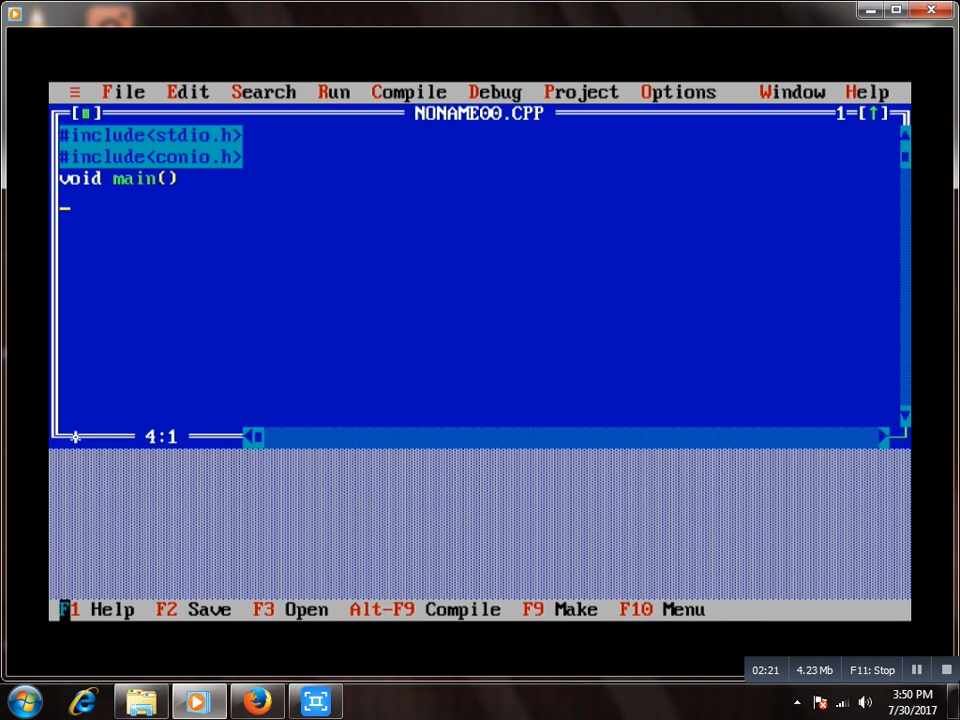 ≡ File Edit Search Run Compile Debug Project Options Window Help
[■] NONAME00.CPP 1=[↑]
#include<stdio.h>
#include<conio.h>
void main()
4:1
F1 Help F2 Save F3 Open Alt-F9 Compile F9 Make F10 Menu
02:21 4.23 Mb F11: Stop
3:50 PM
7/30/2017